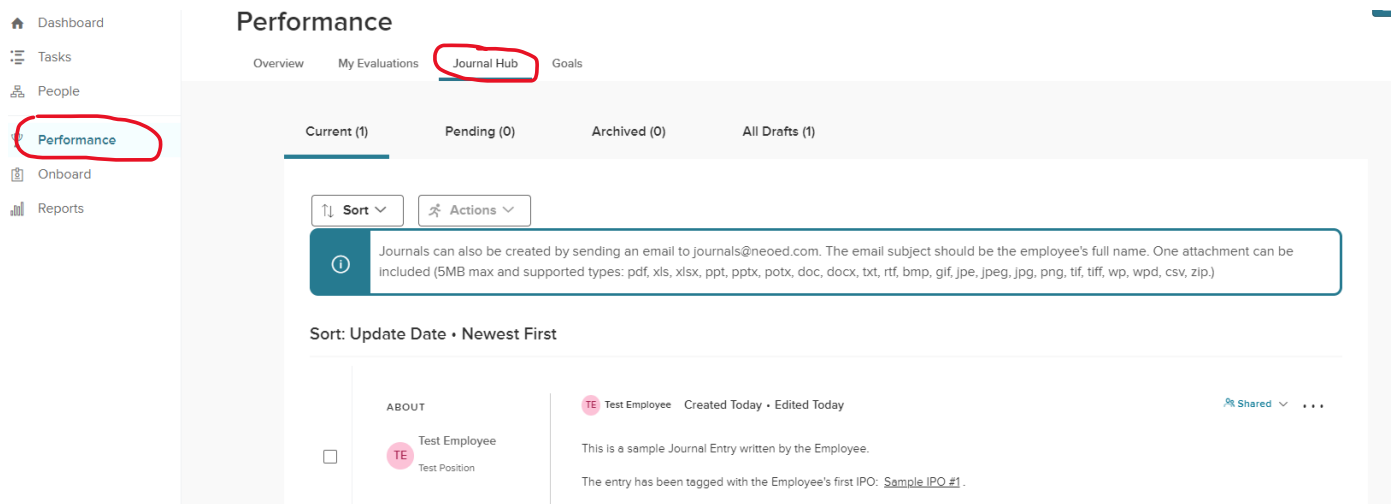 Dashboard
Tasks
People
Performance
Onboard
Reports
Performance
Overview My Evaluations Journal Hub Goals
Current (1) Pending (0) Archived (0) All Drafts (1)
Sort Actions
Journals can also be created by sending an email to journals@neoed.com. The email subject should be the employee's full name. One attachment can be
included (5MB max and supported types: pdf, xls, xlsx, ppt, pptx, potx, doc, docx, txt, rtf, bmp, gif, jpe, jpeg, jpg, png, tif, tiff, wp, wpd, csv, zip.)
Sort: Update Date • Newest First
ABOUT
TE Test Employee
Test Position
TE Test Employee Created Today • Edited Today Shared
This is a sample Journal Entry written by the Employee.
The entry has been tagged with the Employee's first IPO: Sample IPO #1 .